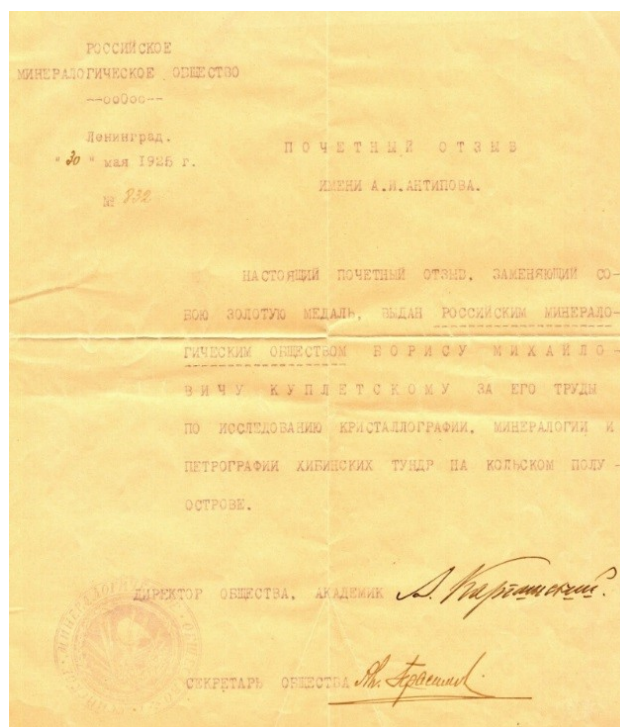 РОССИЙСКОЕ
МИНЕРАЛОГИЧЕСКОЕ ОБЩЕСТВО
--ооОоо--
Ленинград.
"30" мая 1925 г.
№ 832
ПОЧЕТНЫЙ ОТЗЫВ
ИМЕНИ А.И.АНТИПОВА.
НАСТОЯЩИЙ ПОЧЕТНЫЙ ОТЗЫВ, ЗАМЕНЯЮЩИЙ СО-
БОЮ ЗОЛОТУЮ МЕДАЛЬ, ВЫДАН РОССИЙСКИМ МИНЕРАЛО-
ГИЧЕСКИМ ОБЩЕСТВОМ БОРИСУ МИХАЙЛО-
ВИЧУ КУПЛЕТСКОМУ ЗА ЕГО ТРУДЫ
ПО ИССЛЕДОВАНИЮ КРИСТАЛЛОГРАФИИ, МИНЕРАЛОГИИ И
ПЕТРОГРАФИИ ХИБИНСКИХ ТУНДР НА КОЛЬСКОМ ПОЛУ-
ОСТРОВЕ.
ДИРЕКТОР ОБЩЕСТВА, АКАДЕМИК А. Карпинский.
СЕКРЕТАРЬ ОБЩЕСТВА